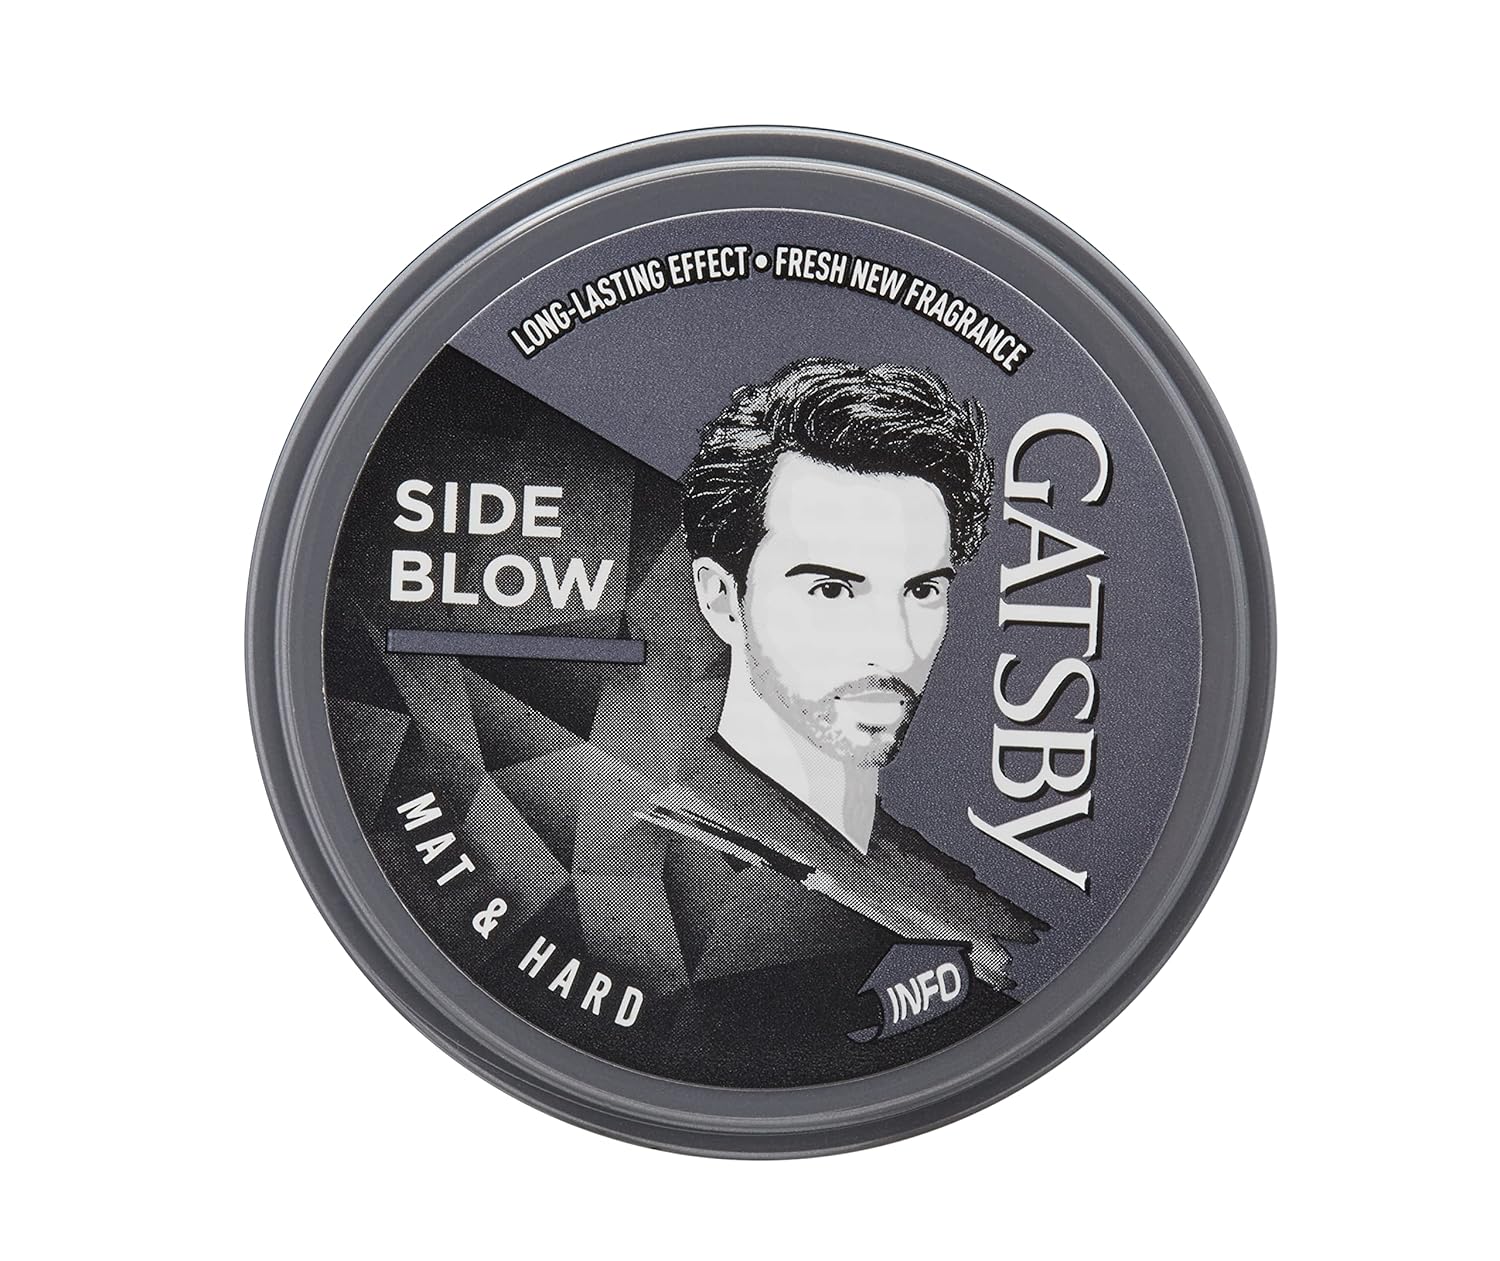 LONG-LASTING EFFECT • FRESH NEW FRAGRANCE
SIDE
BLOW
GATSBY
MAT & HARD
INFO